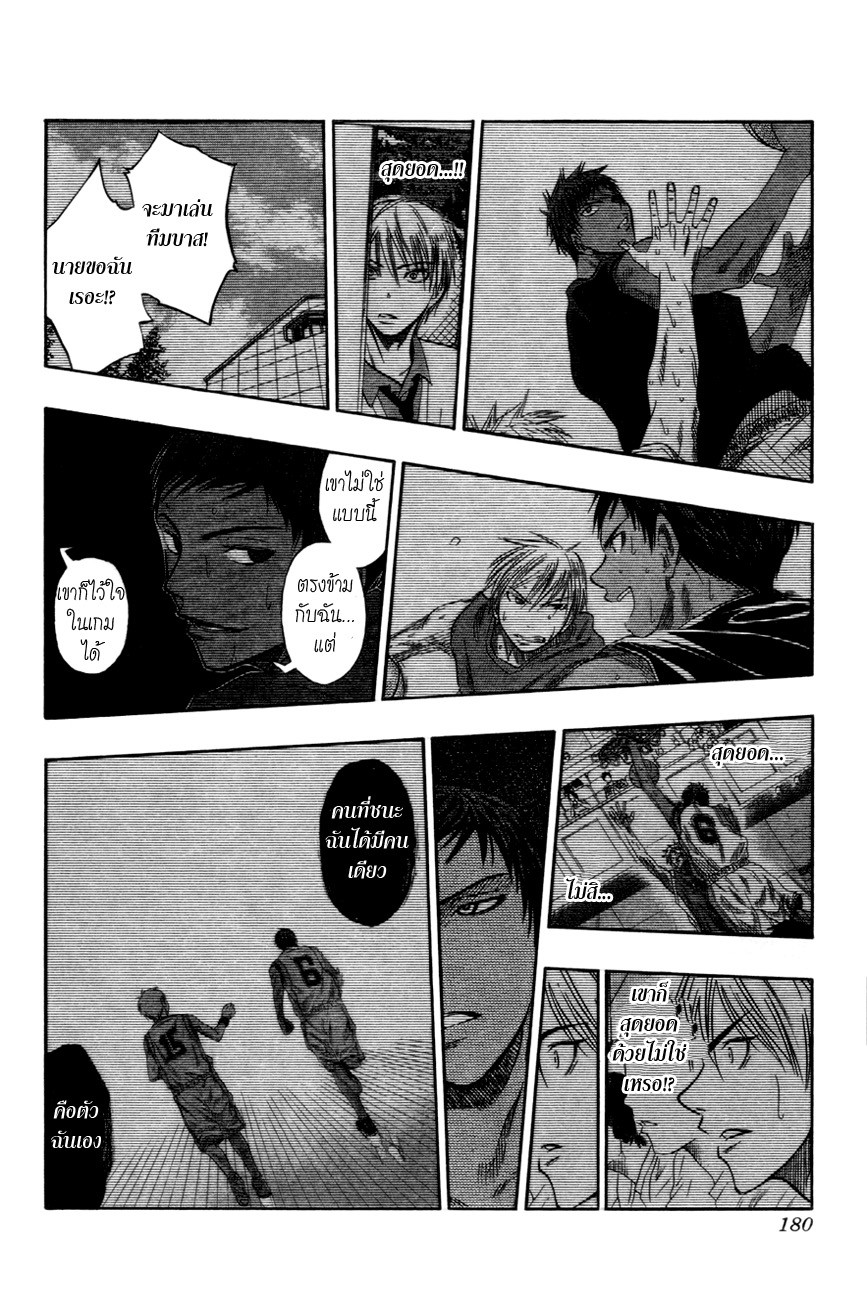 สุดยอด...!!
จะมาเล่น
ทีมบาส!
นายขอฉัน
เรอะ!?
เขาไม่ใช่
แบบนี้
ตรงข้าม
กับฉัน...
แต่
เขาก็ไว้ใจ
ในเกม
ได้
สุดยอด...
ไม่สิ...
เขาก็
สุดยอด
ด้วยไม่ใช่
เหรอ!?
คนที่ชนะ
ฉันได้มีคน
เดียว
คือตัว
ฉันเอง
180